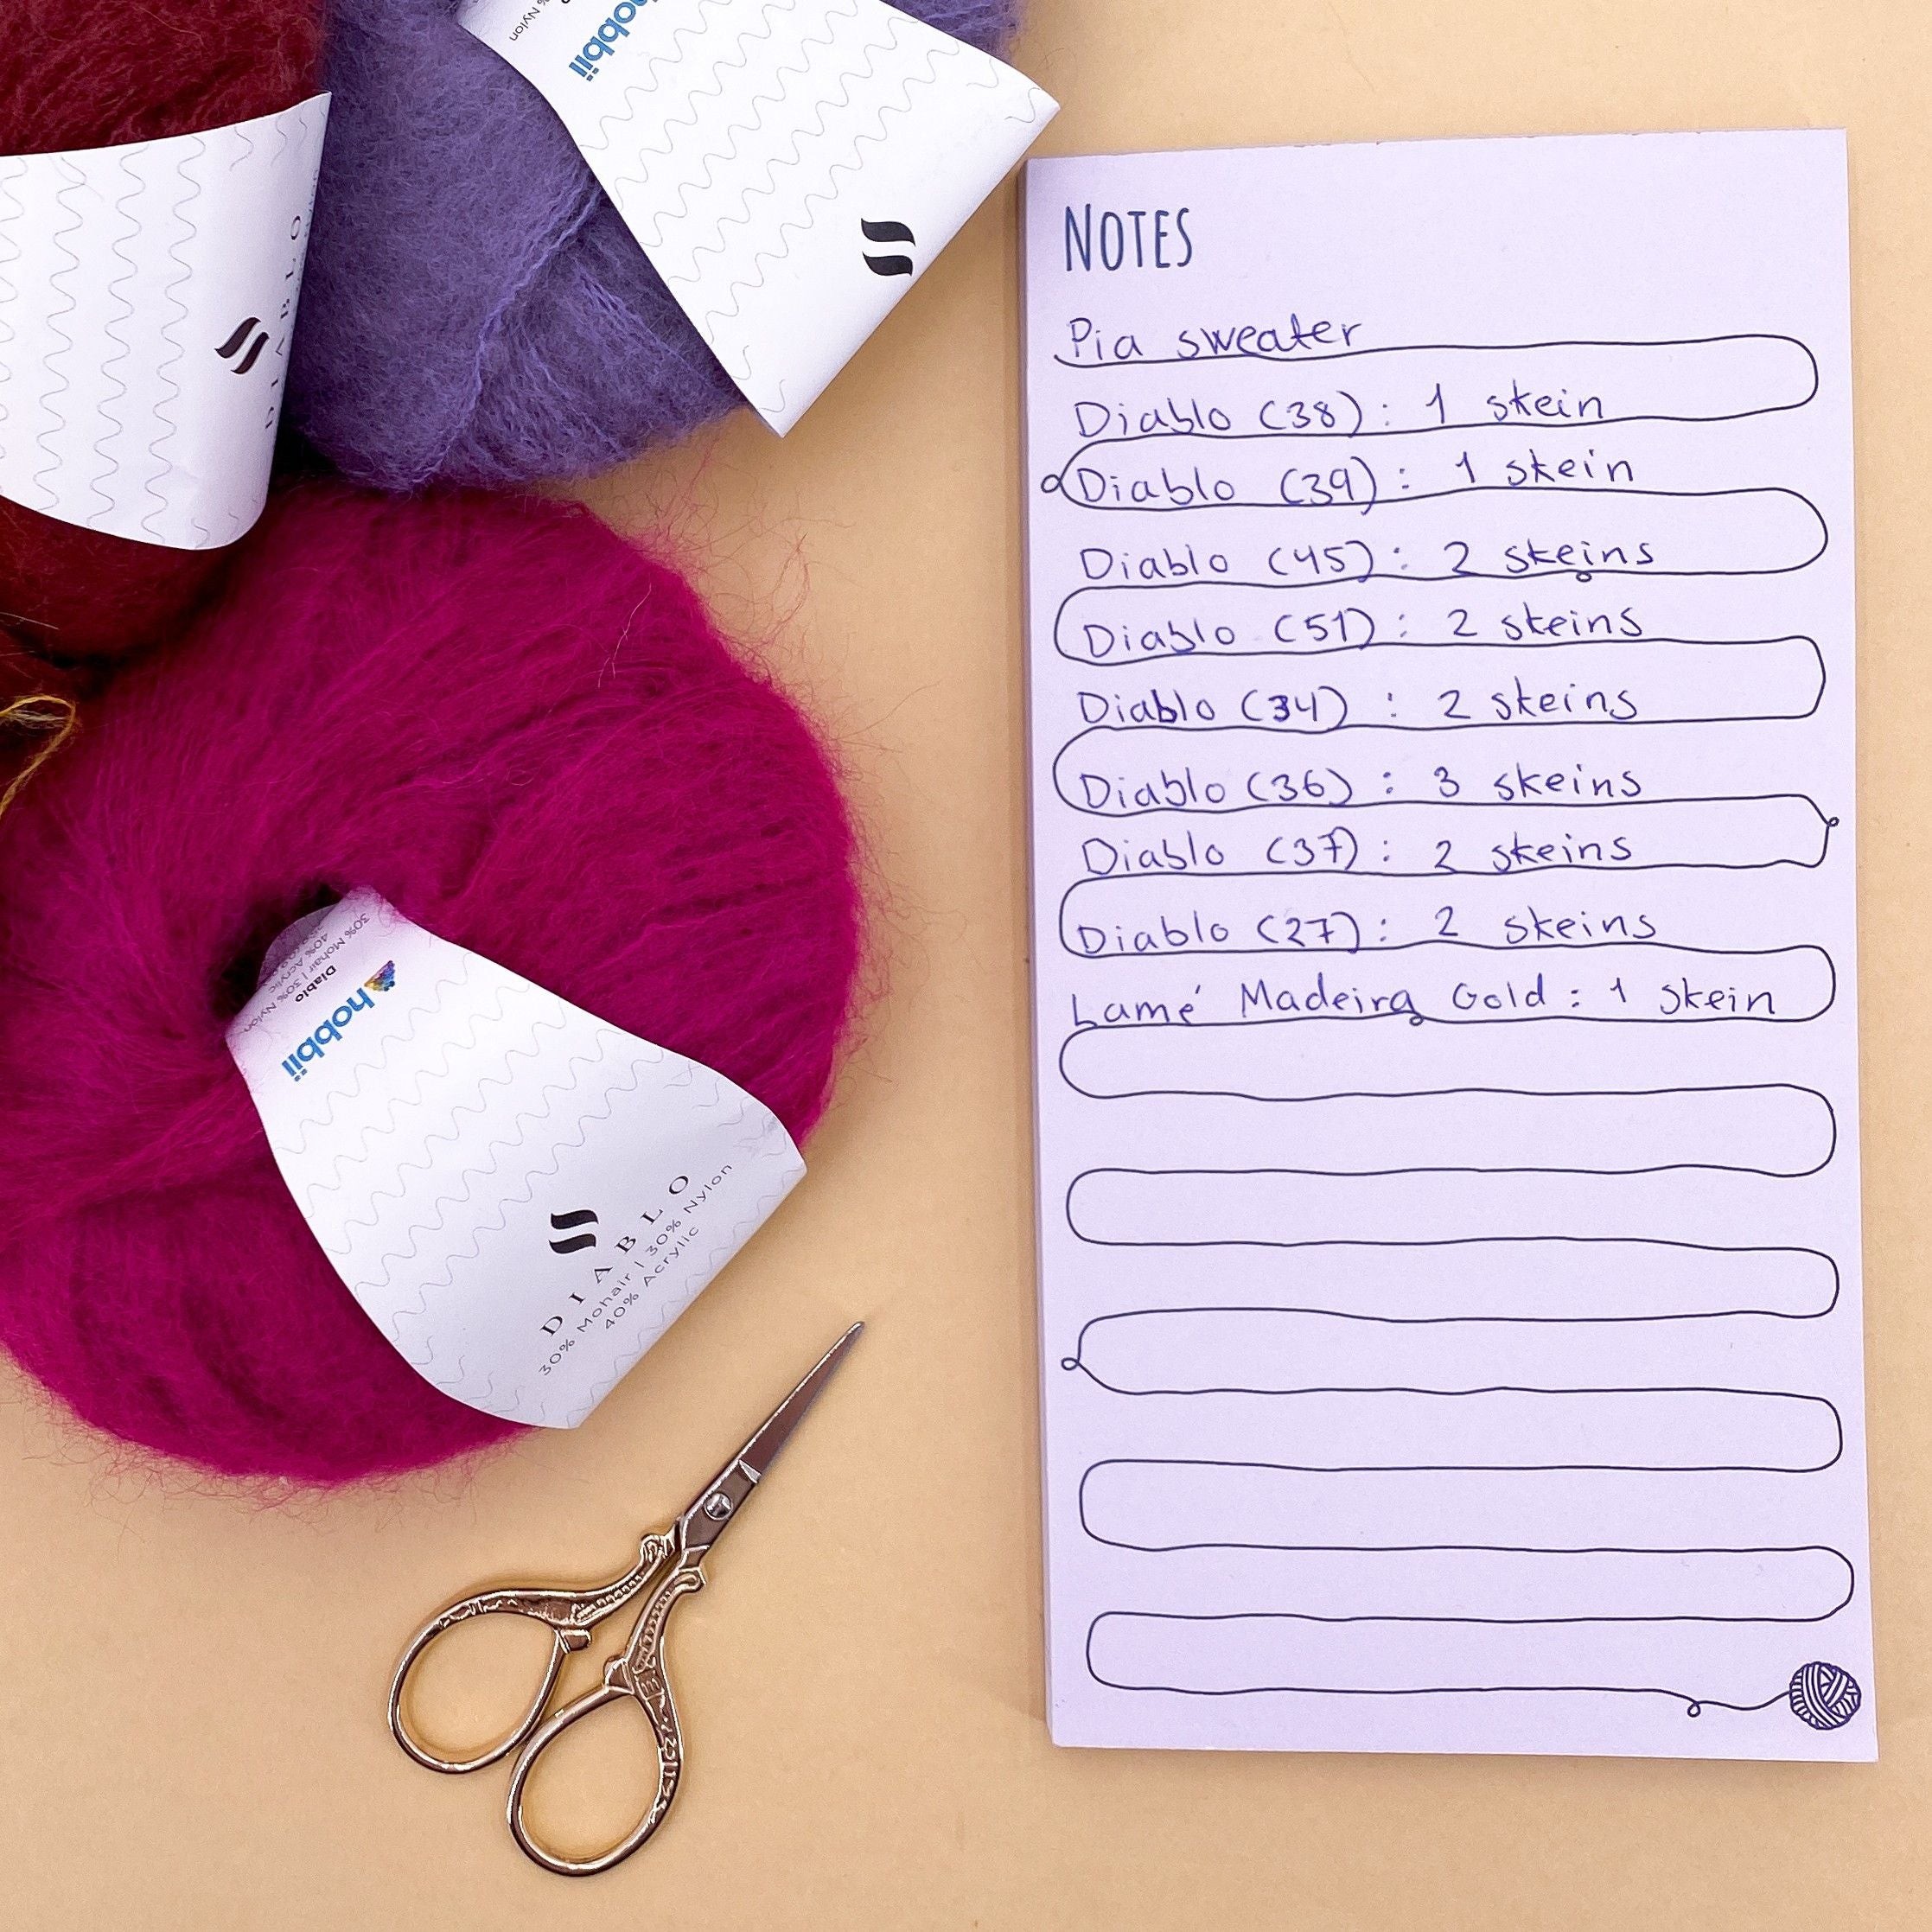 % Nylon
hobbii
DIABLO
hobbii
Diablo
30% Mohair | 30% Nylon
40% Acrylic
DIABLO
30% Mohair | 30% Nylon
40% Acrylic
NOTES
Pia sweater
Diablo (38): 1 skein
Diablo (39): 1 skein
Diablo (45): 2 skeins
Diablo (51): 2 skeins
Diablo (34) : 2 skeins
Diablo (36) : 3 skeins
Diablo (37) : 2 skeins
Diablo (27) : 2 skeins
Lamé Madeira Gold : 1 skein